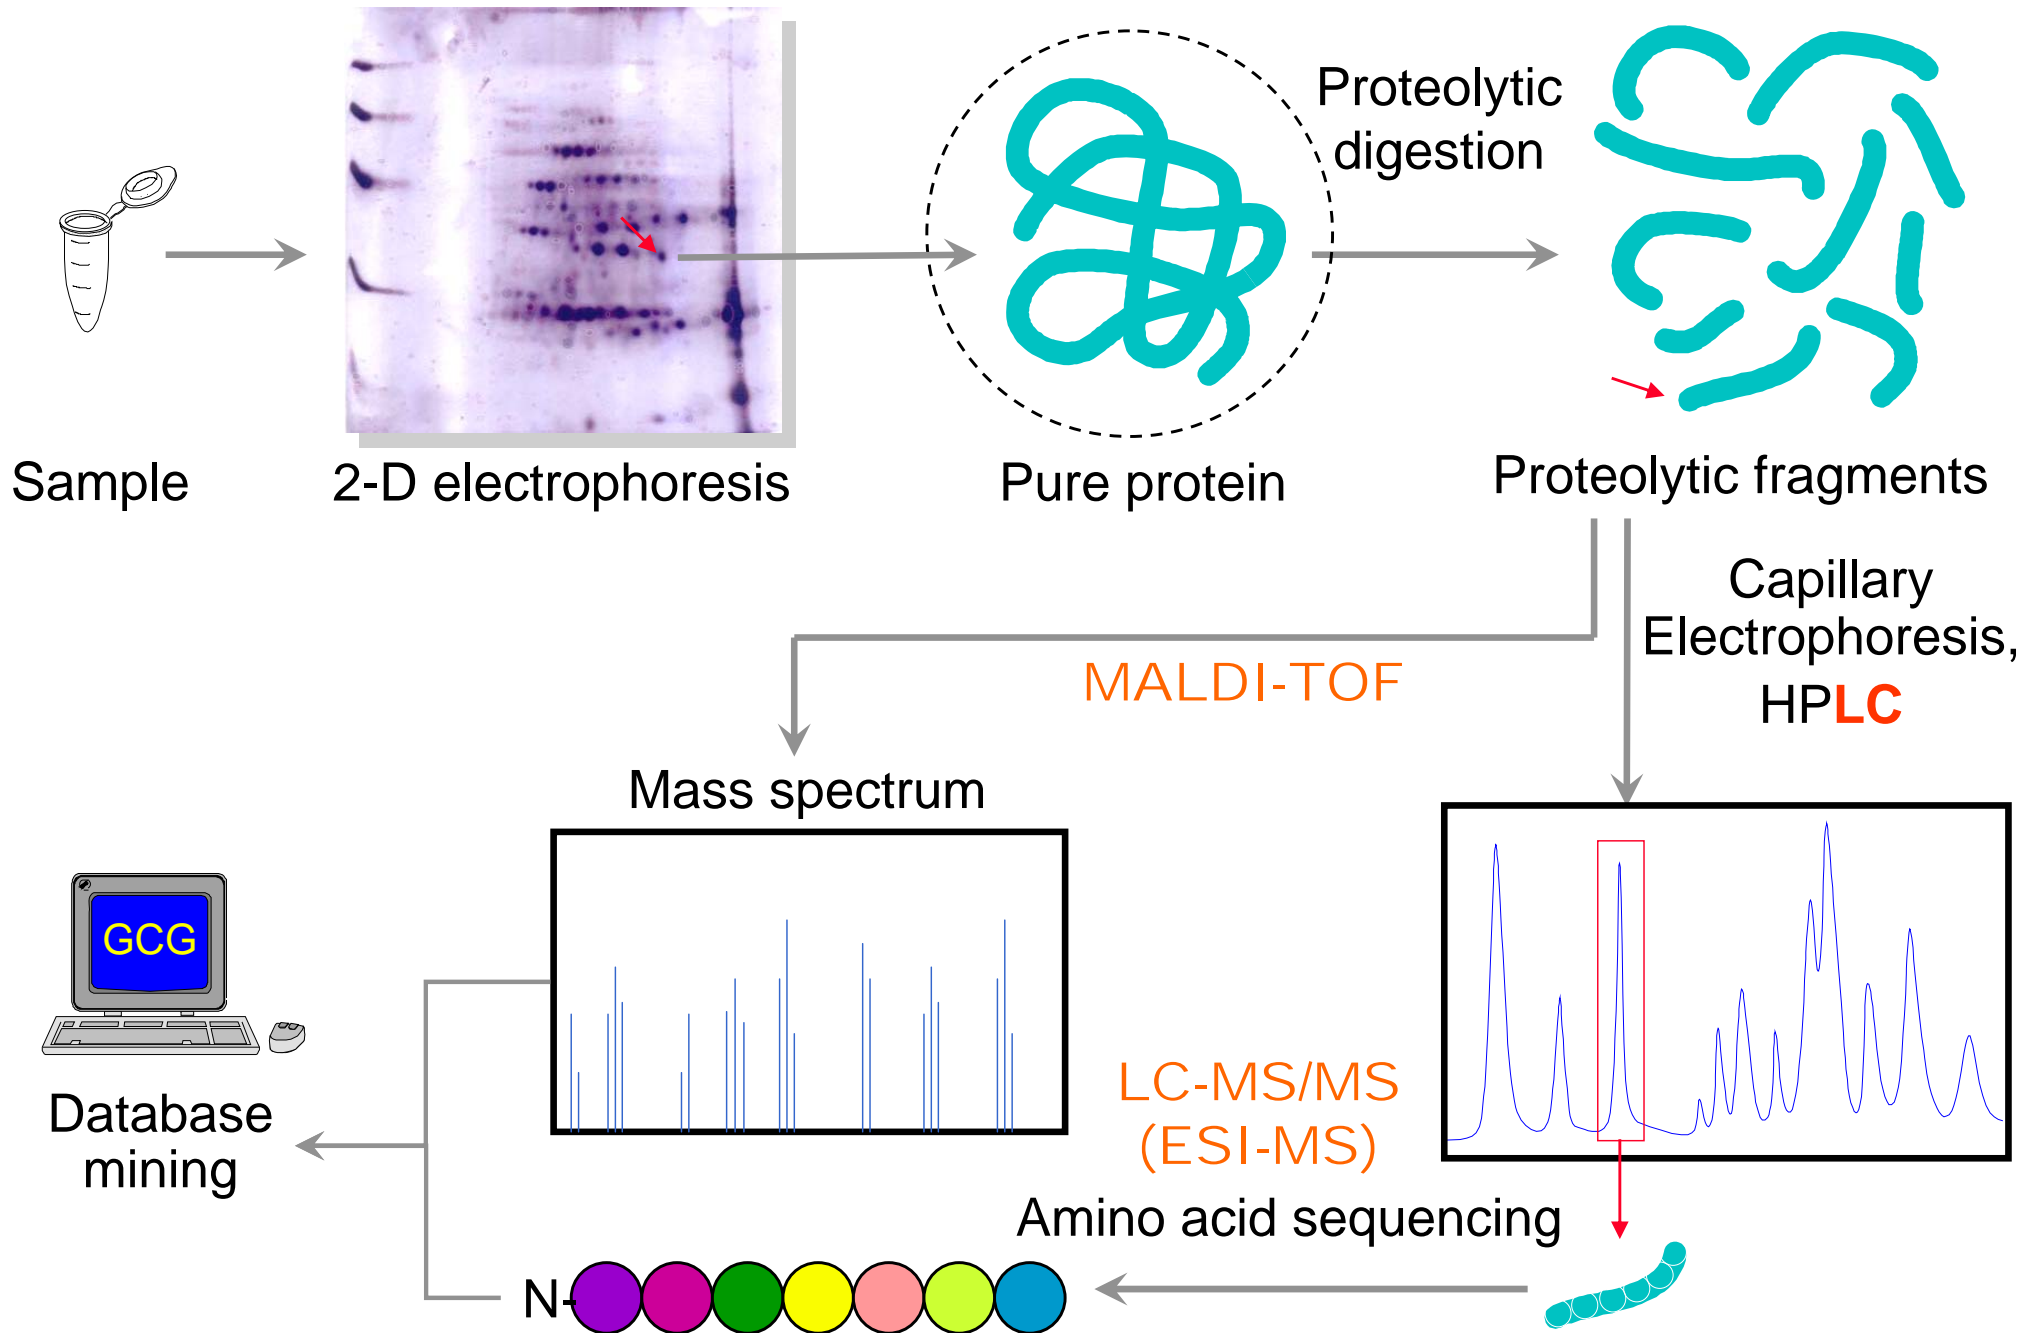 Proteolytic
digestion
Sample
2-D electrophoresis
Pure protein
Proteolytic fragments
Capillary
Electrophoresis,
HPLC
MALDI-TOF
Mass spectrum
GCG
Database
mining
LC-MS/MS
(ESI-MS)
Amino acid sequencing
N-